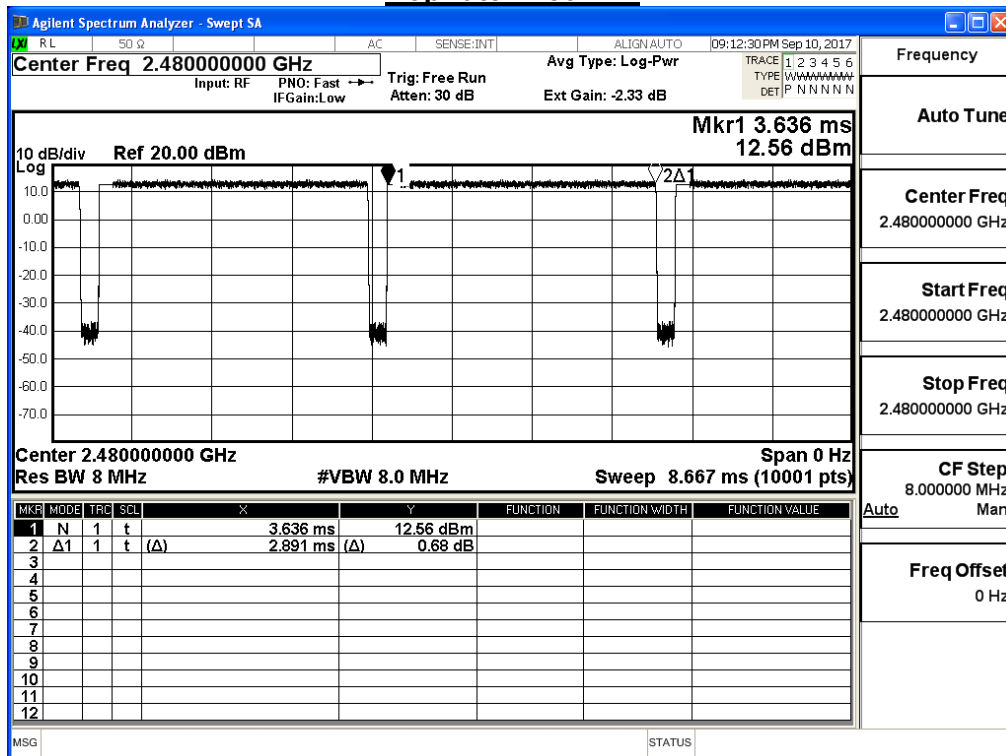 Agilent Spectrum Analyzer - Swept SA
LXI RL 50 Ω AC SENSE:INT ALIGN AUTO 09:12:30 PM Sep 10, 2017
Center Freq 2.480000000 GHz
Input: RF PNO: Fast
IFGain:Low
Trig: Free Run
Atten: 30 dB
Avg Type: Log-Pwr
Ext Gain: -2.33 dB
TRACE 1 2 3 4 5 6
TYPE
DET P N N N N N
Mkr1 3.636 ms
12.56 dBm
10 dB/div Ref 20.00 dBm
Log
1
2Δ1
10.0
0.00
-10.0
-20.0
-30.0
-40.0
-50.0
-60.0
-70.0
Center 2.480000000 GHz Span 0 Hz
Res BW 8 MHz #VBW 8.0 MHz Sweep 8.667 ms (10001 pts)
MKR MODE TRC SCL X Y FUNCTION FUNCTION WIDTH FUNCTION VALUE
1 N 1 t 3.636 ms 12.56 dBm
2 Δ1 1 t (Δ) 2.891 ms (Δ) 0.68 dB
3
4
5
6
7
8
9
10
11
12
MSG STATUS
Frequency
Auto Tune
Center Freq
2.480000000 GHz
Start Freq
2.480000000 GHz
Stop Freq
2.480000000 GHz
CF Step
8.000000 MHz
Auto Man
Freq Offset
0 Hz